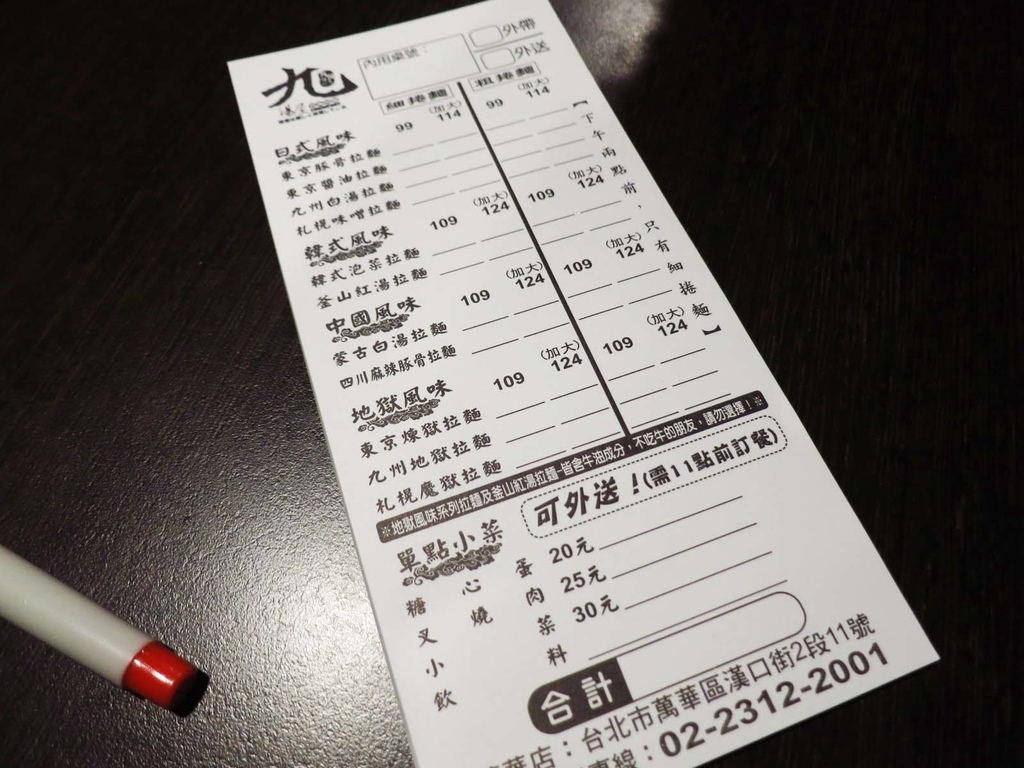 九
湯屋
內用桌號：
外帶
外送
細捲麵
粗捲麵
日式風味
99
(加大)
114
99
(加大)
114
東京豚骨拉麵
東京醬油拉麵
九州白湯拉麵
札幌味噌拉麵
韓式風味
109
(加大)
124
109
(加大)
124
韓式泡菜拉麵
釜山紅湯拉麵
中國風味
109
(加大)
124
109
(加大)
124
蒙古白湯拉麵
四川麻辣豚骨拉麵
地獄風味
109
(加大)
124
109
(加大)
124
東京煉獄拉麵
九州地獄拉麵
札幌魔獄拉麵
【下午兩點前，只有細捲麵】
※地獄風味系列拉麵及釜山紅湯拉麵-皆含牛油成分，不吃牛的朋友，請勿選擇！※
單點小菜
可外送！(需11點前訂餐)
糖心蛋 20元
叉燒肉 25元
小菜 30元
飲料
合計
華店：台北市萬華區漢口街2段11號
專線：02-2312-2001